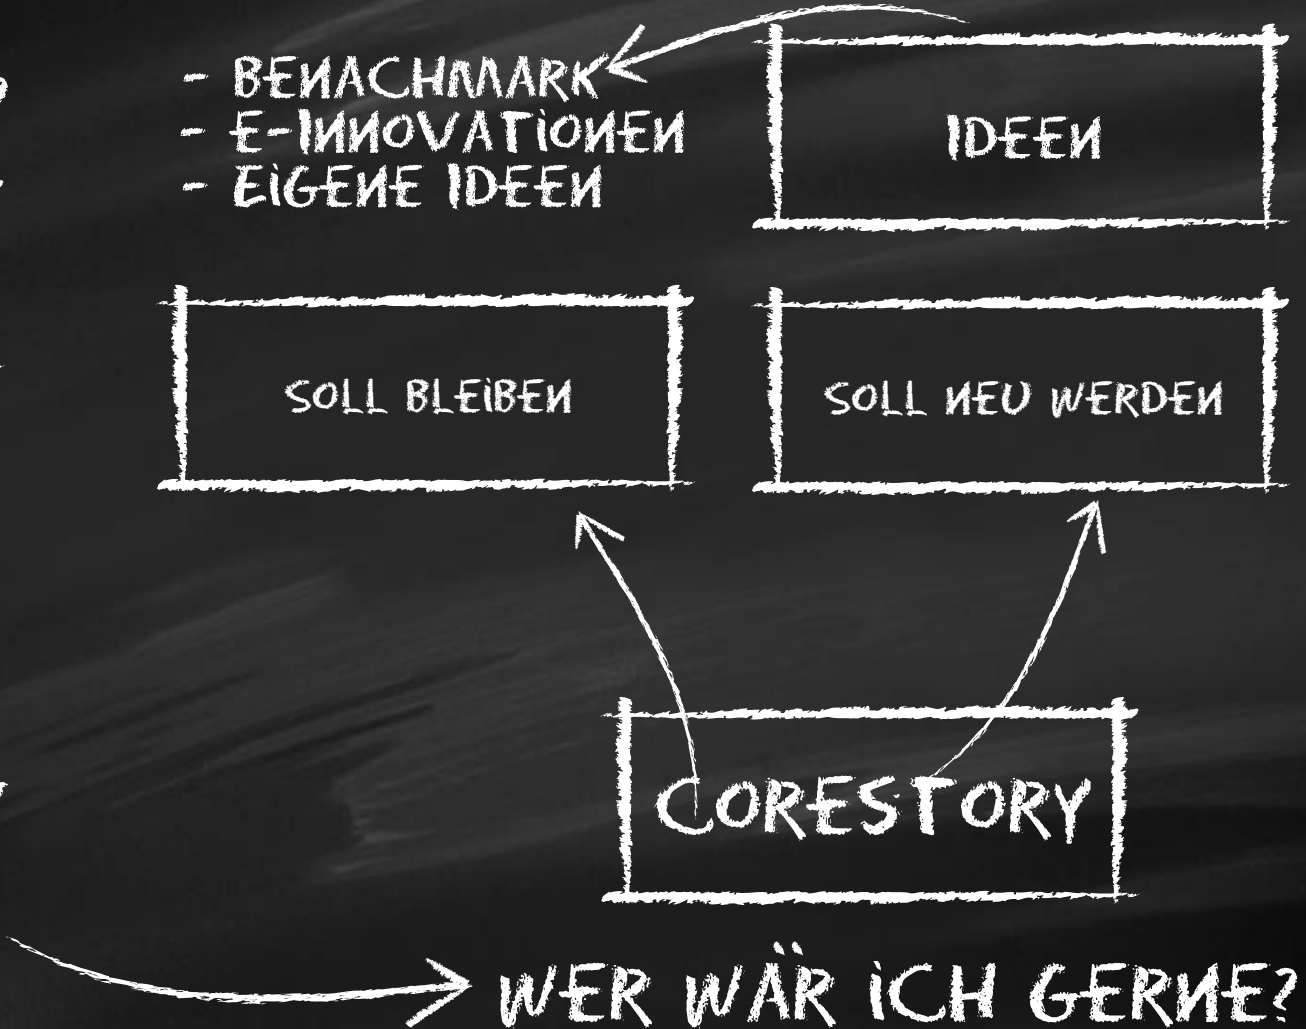 - BENACHMARK
- E-INNOVATIONEN
- EIGENE IDEEN
IDEEN
SOLL BLEIBEN
SOLL NEU WERDEN
CORESTORY
WER WÄR ICH GERNE?